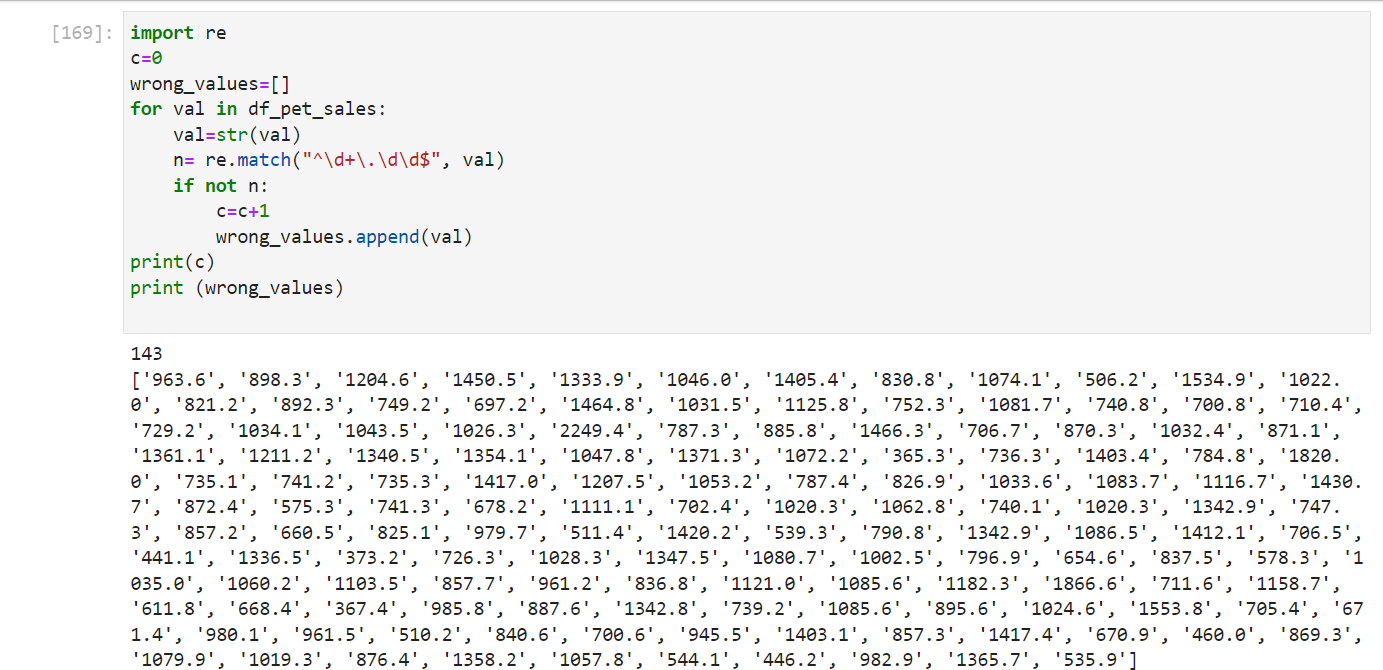 [169]: import re
c=0
wrong_values=[]
for val in df_pet_sales:
    val=str(val)
    n= re.match("^\d+\.\d\d$", val)
    if not n:
        c=c+1
        wrong_values.append(val)
print(c)
print (wrong_values)
143
['963.6', '898.3', '1204.6', '1450.5', '1333.9', '1046.0', '1405.4', '830.8', '1074.1', '506.2', '1534.9', '1022.
0', '821.2', '892.3', '749.2', '697.2', '1464.8', '1031.5', '1125.8', '752.3', '1081.7', '740.8', '700.8', '710.4',
'729.2', '1034.1', '1043.5', '1026.3', '2249.4', '787.3', '885.8', '1466.3', '706.7', '870.3', '1032.4', '871.1',
'1361.1', '1211.2', '1340.5', '1354.1', '1047.8', '1371.3', '1072.2', '365.3', '736.3', '1403.4', '784.8', '1820.
0', '735.1', '741.2', '735.3', '1417.0', '1207.5', '1053.2', '787.4', '826.9', '1033.6', '1083.7', '1116.7', '1430.
7', '872.4', '575.3', '741.3', '678.2', '1111.1', '702.4', '1020.3', '1062.8', '740.1', '1020.3', '1342.9', '747.
3', '857.2', '660.5', '825.1', '979.7', '511.4', '1420.2', '539.3', '790.8', '1342.9', '1086.5', '1412.1', '706.5',
'441.1', '1336.5', '373.2', '726.3', '1028.3', '1347.5', '1080.7', '1002.5', '796.9', '654.6', '837.5', '578.3', '1
035.0', '1060.2', '1103.5', '857.7', '961.2', '836.8', '1121.0', '1085.6', '1182.3', '1866.6', '711.6', '1158.7',
'611.8', '668.4', '367.4', '985.8', '887.6', '1342.8', '739.2', '1085.6', '895.6', '1024.6', '1553.8', '705.4', '67
1.4', '980.1', '961.5', '510.2', '840.6', '700.6', '945.5', '1403.1', '857.3', '1417.4', '670.9', '460.0', '869.3',
'1079.9', '1019.3', '876.4', '1358.2', '1057.8', '544.1', '446.2', '982.9', '1365.7', '535.9']